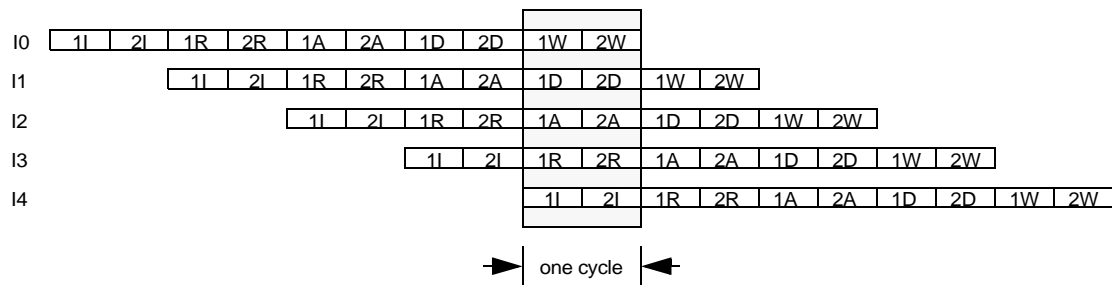 I0 1I 2I 1R 2R 1A 2A 1D 2D 1W 2W
I1 1I 2I 1R 2R 1A 2A 1D 2D 1W 2W
I2 1I 2I 1R 2R 1A 2A 1D 2D 1W 2W
I3 1I 2I 1R 2R 1A 2A 1D 2D 1W 2W
I4 1I 2I 1R 2R 1A 2A 1D 2D 1W 2W
one cycle